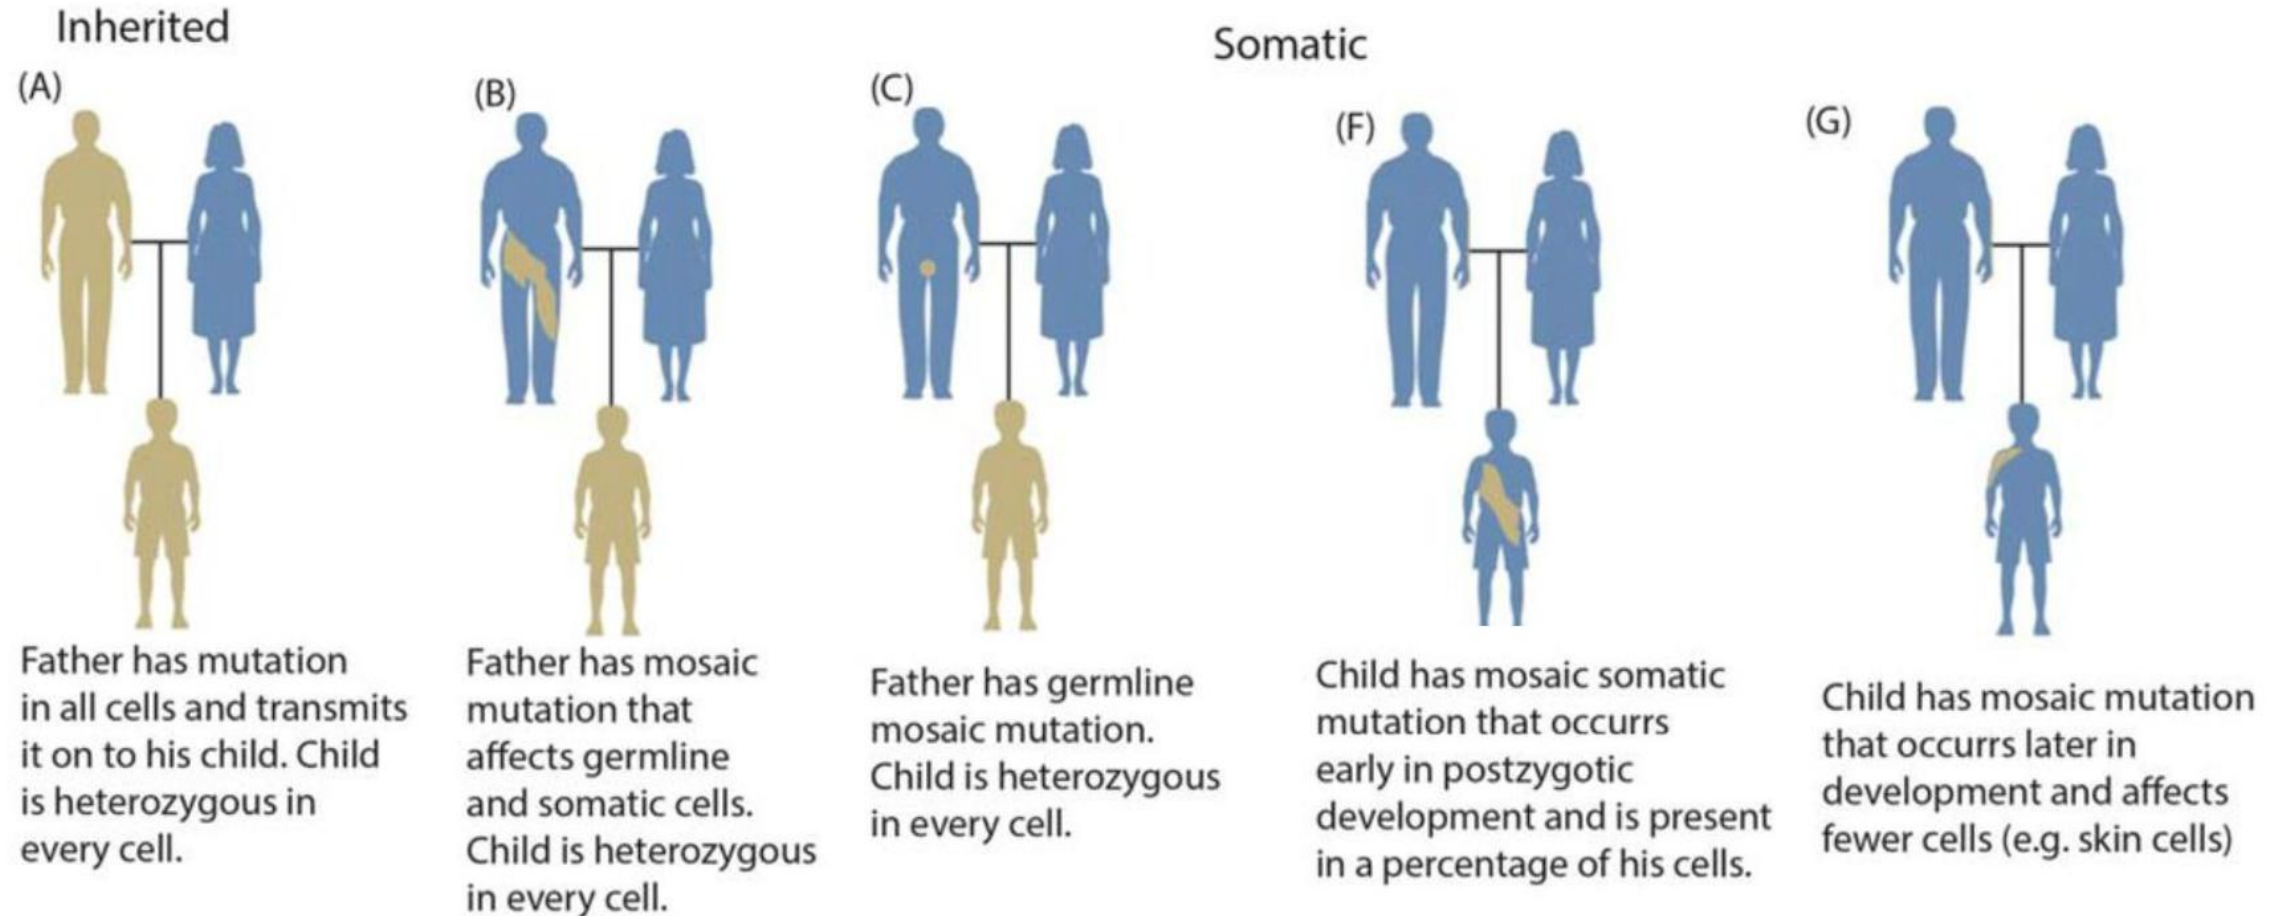 Inherited
Somatic
(A)
(B)
(C)
(F)
(G)
Father has mutation
in all cells and transmits
it on to his child. Child
is heterozygous in
every cell.
Father has mosaic
mutation that
affects germline
and somatic cells.
Child is heterozygous
in every cell.
Father has germline
mosaic mutation.
Child is heterozygous
in every cell.
Child has mosaic somatic
mutation that occurrs
early in postzygotic
development and is present
in a percentage of his cells.
Child has mosaic mutation
that occurrs later in
development and affects
fewer cells (e.g. skin cells)